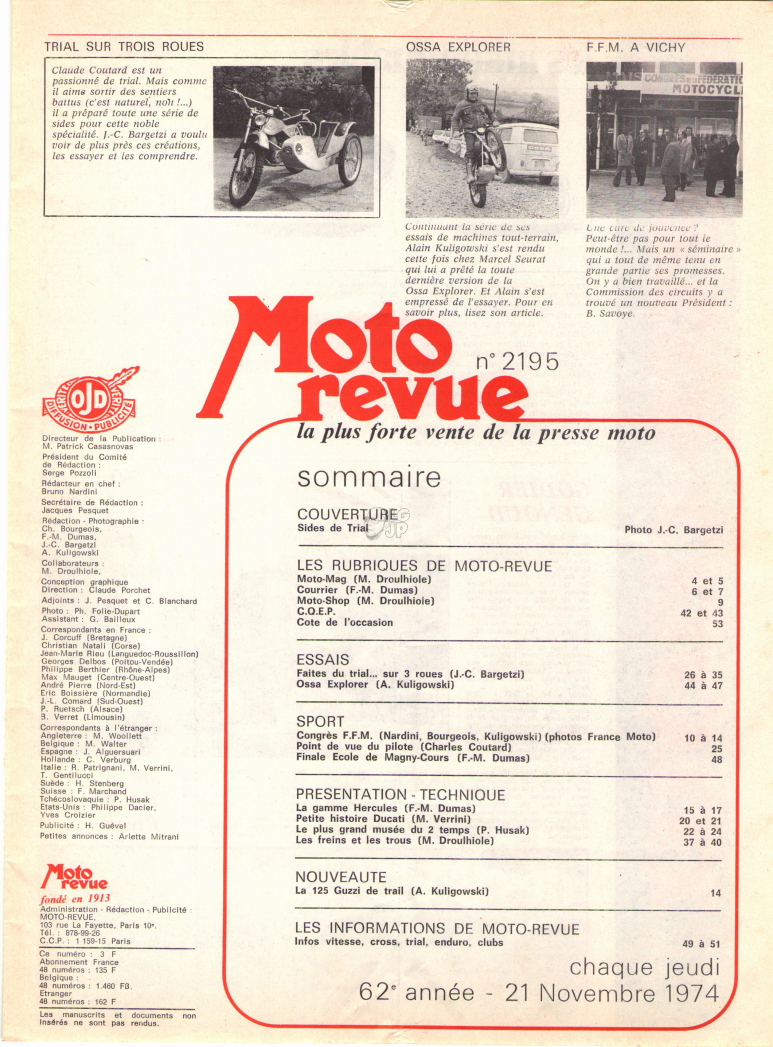 TRIAL SUR TROIS ROUES
Claude Coutard est un
passionné de trial. Mais comme
il aime sortir des sentiers
battus (c'est naturel, non !...)
il a préparé toute une série de
sides pour cette noble
spécialité. J.-C. Bargetzi a voulu
voir de plus près ces créations,
les essayer et les comprendre.
OSSA EXPLORER
Continuant la série de ses
essais de machines tout-terrain,
Alain Kuligowski s'est rendu
cette fois chez Marcel Seurat
qui lui a prêté la toute
dernière version de la
Ossa Explorer. Et Alain s'est
empressé de l'essayer. Pour en
savoir plus, lisez son article.
F.F.M. A VICHY
CONGRES DE LA FÉDÉRATIO
MOTOCYCL
Une cure de jouvence ?
Peut-être pas pour tout le
monde !... Mais un « séminaire »
qui a tout de même tenu en
grande partie ses promesses.
On y a bien travaillé... et la
Commission des circuits y a
trouvé un nouveau Président :
B. Savoye.
Moto
revue
n° 2195
la plus forte vente de la presse moto
OJD
DIFFUSION - PUBLICITÉ
Directeur de la Publication :
M. Patrick Casasnovas
Président du Comité
de Rédaction :
Serge Pozzoli
Rédacteur en chef :
Bruno Nardini
Secrétaire de Rédaction :
Jacques Pesquet
Rédaction - Photographie :
Ch. Bourgeois,
F.-M. Dumas,
J.-C. Bargetzi
A. Kuligowski
Collaborateurs :
M. Droulhiole,
Conception graphique
Direction : Claude Porchet
Adjoints : J. Pesquet et C. Blanchard
Photo : Ph. Folie-Dupart
Assistant : G. Bailleux
Correspondants en France :
J. Corcuff (Bretagne)
Christian Natali (Corse)
Jean-Marie Rieu (Languedoc-Roussillon)
Georges Delbos (Poitou-Vendée)
Philippe Berthier (Rhône-Alpes)
Max Mauget (Centre-Ouest)
André Pierre (Nord-Est)
Eric Boissière (Normandie)
J.-L. Comard (Sud-Ouest)
P. Ruetsch (Alsace)
B. Verret (Limousin)
Correspondants à l'étranger :
Angleterre : M. Woollett
Belgique : M. Walter
Espagne : J. Alguersuari
Hollande : C. Verburg
Italie : R. Patrignani, M. Verrini,
T. Gentilucci
Suède : H. Stenberg
Suisse : F. Marchand
Tchécoslovaquie : P. Husak
Etats-Unis : Philippe Dacier,
Yves Croizier
Publicité : H. Guével
Petites annonces : Arlette Mitrani
Moto
revue
fondé en 1913
Administration - Rédaction - Publicité :
MOTO-REVUE,
103 rue La Fayette, Paris 10e.
Tél. : 878-99-26
C.C.P. : 1 159-15 Paris
Ce numéro : 3 F
Abonnement France
48 numéros : 135 F
Belgique :
48 numéros : 1.460 FB.
Etranger
48 numéros : 162 F
Les manuscrits et documents non
insérés ne sont pas rendus.
sommaire
COUVERTURE
Sides de Trial Photo J.-C. Bargetzi
LES RUBRIQUES DE MOTO-REVUE
Moto-Mag (M. Droulhiole) 4 et 5
Courrier (F.-M. Dumas) 6 et 7
Moto-Shop (M. Droulhiole) 9
C.O.E.P. 42 et 43
Cote de l'occasion 53
ESSAIS
Faites du trial... sur 3 roues (J.-C. Bargetzi) 26 à 35
Ossa Explorer (A. Kuligowski) 44 à 47
SPORT
Congrès F.F.M. (Nardini, Bourgeois, Kuligowski) (photos France Moto) 10 à 14
Point de vue du pilote (Charles Coutard) 25
Finale Ecole de Magny-Cours (F.-M. Dumas) 48
PRESENTATION - TECHNIQUE
La gamme Hercules (F.-M. Dumas) 15 à 17
Petite histoire Ducati (M. Verrini) 20 et 21
Le plus grand musée du 2 temps (P. Husak) 22 à 24
Les freins et les trous (M. Droulhiole) 37 à 40
NOUVEAUTE
La 125 Guzzi de trail (A. Kuligowski) 14
LES INFORMATIONS DE MOTO-REVUE
Infos vitesse, cross, trial, enduro, clubs 49 à 51
chaque jeudi
62e année - 21 Novembre 1974